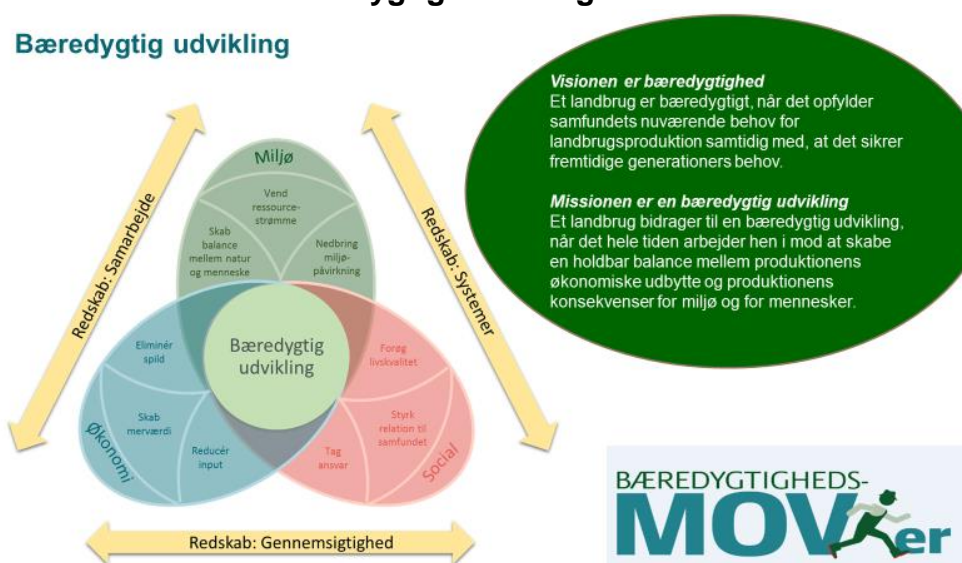 Bæredygtig udvikling
Visionen er bæredygtighed
Et landbrug er bæredygtigt, når det opfylder
samfundets nuværende behov for
landbrugsproduktion samtidig med, at det sikrer
fremtidige generationers behov.
Missionen er en bæredygtig udvikling
Et landbrug bidrager til en bæredygtig udvikling,
når det hele tiden arbejder hen i mod at skabe
en holdbar balance mellem produktionens
økonomiske udbytte og produktionens
konsekvenser for miljø og for mennesker.
Redskab: Samarbejde
Redskab: Systemer
Miljø
Vend
ressource-
strømme
Skab
balance
mellem natur
og menneske
Nedbring
miljø-
påvirkning
Bæredygtig
udvikling
Eliminér
spild
Skab
merværdi
Reducér
input
Økonomi
Forøg
livskvalitet
Styrk
relation til
samfundet
Tag
ansvar
Social
Redskab: Gennemsigtighed
BÆREDYGTIGHEDS-
MOVer